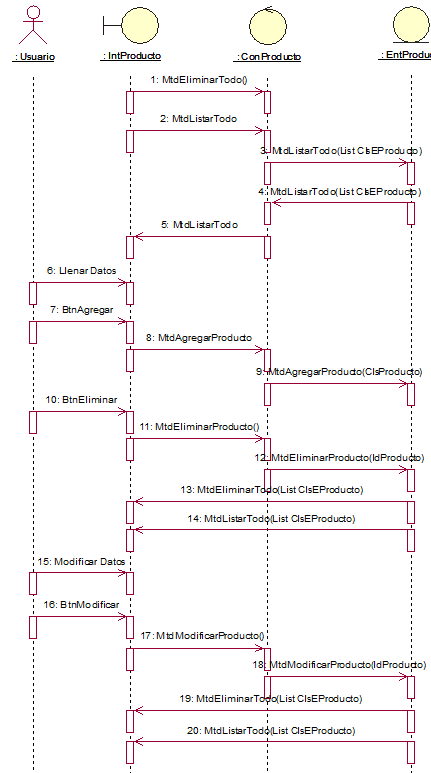 : Usuario
: IntProducto
: ConProducto
: EntProdu
1: MtdEliminarTodo()
2: MtdListarTodo
3: MtdListarTodo(List ClsEProducto)
4: MtdListarTodo(List ClsEProducto)
5: MtdListarTodo
6: Llenar Datos
7: BtnAgregar
8: MtdAgregarProducto
9: MtdAgregarProducto(ClsProducto)
10: BtnEliminar
11: MtdEliminarProducto()
12: MtdEliminarProducto(IdProducto)
13: MtdEliminarTodo(List ClsEProducto)
14: MtdListarTodo(List ClsEProducto)
15: Modificar Datos
16: BtnModificar
17: MtdModificarProducto()
18: MtdModificarProducto(IdProducto)
19: MtdEliminarTodo(List ClsEProducto)
20: MtdListarTodo(List ClsEProducto)